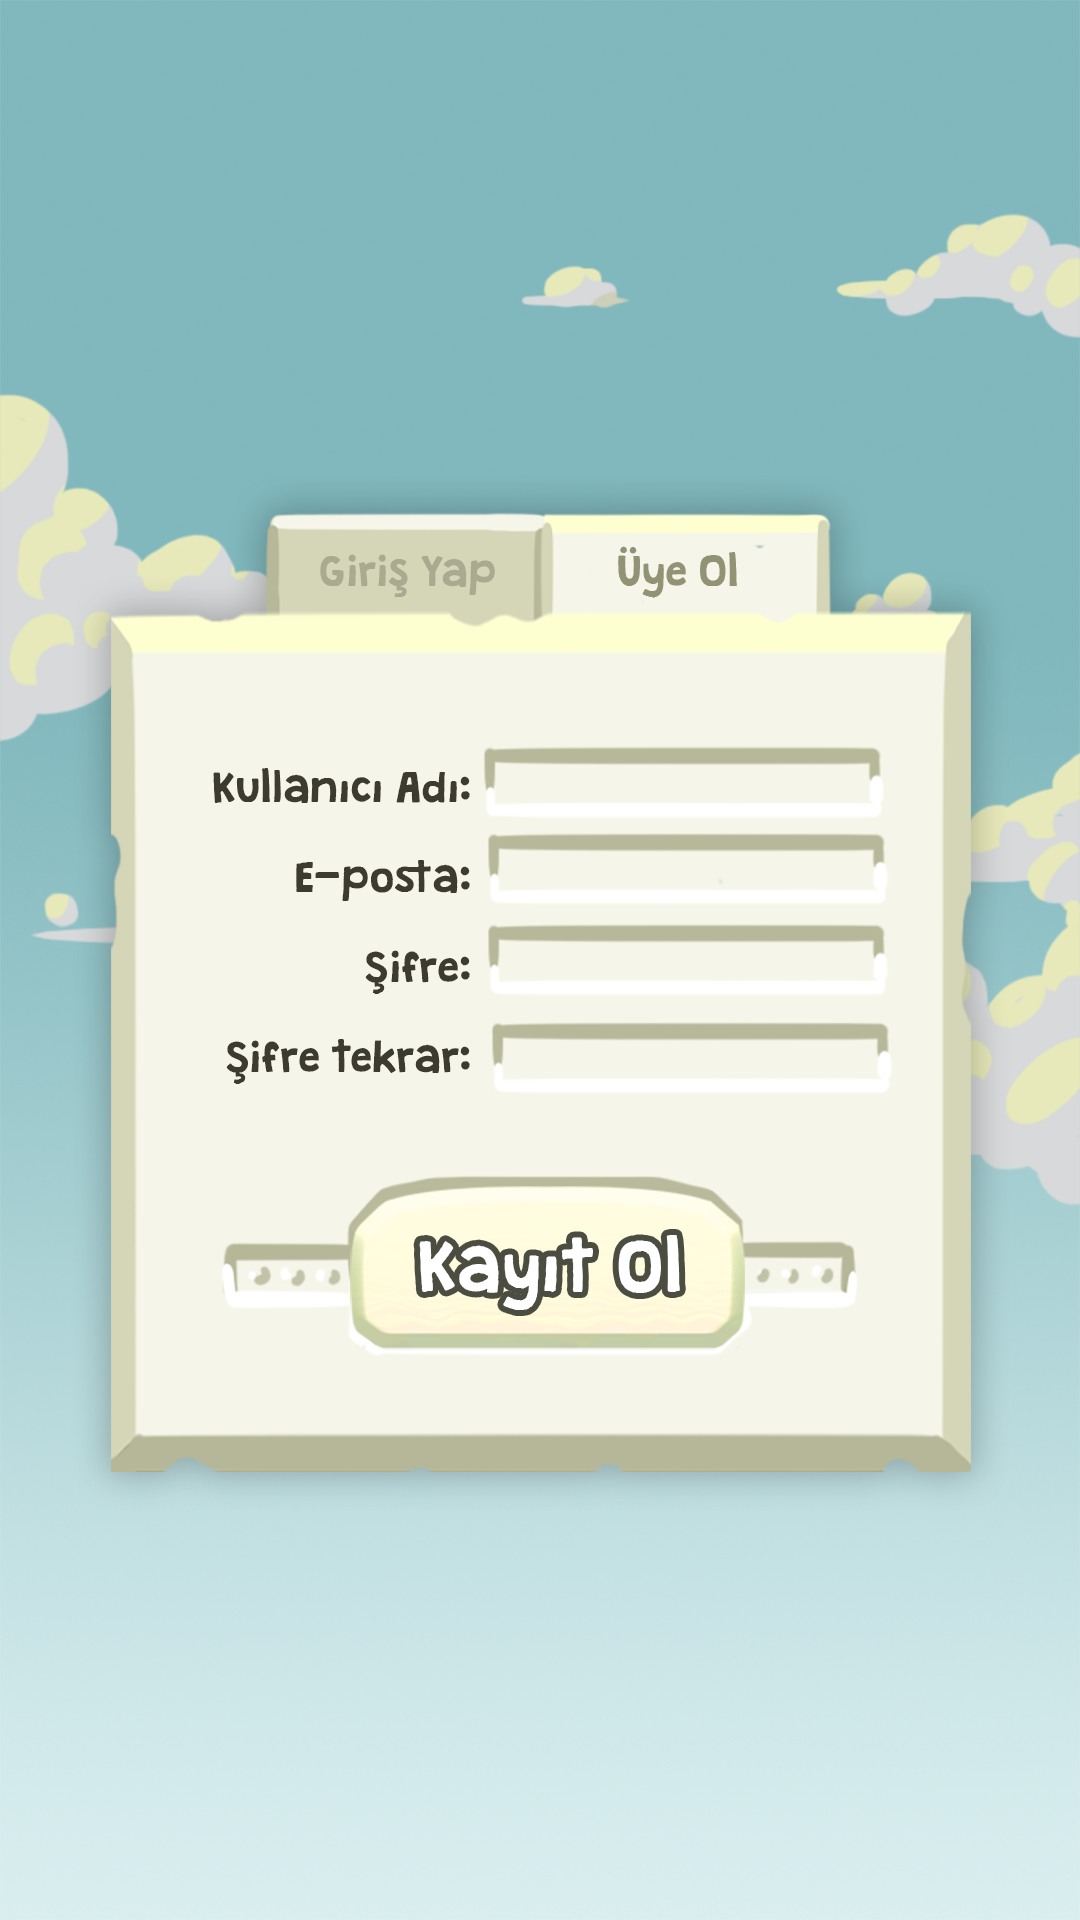 Giriş Yap
Üye Ol
Kullanıcı Adı:
E-posta:
Şifre:
Şifre tekrar:
Kayıt Ol